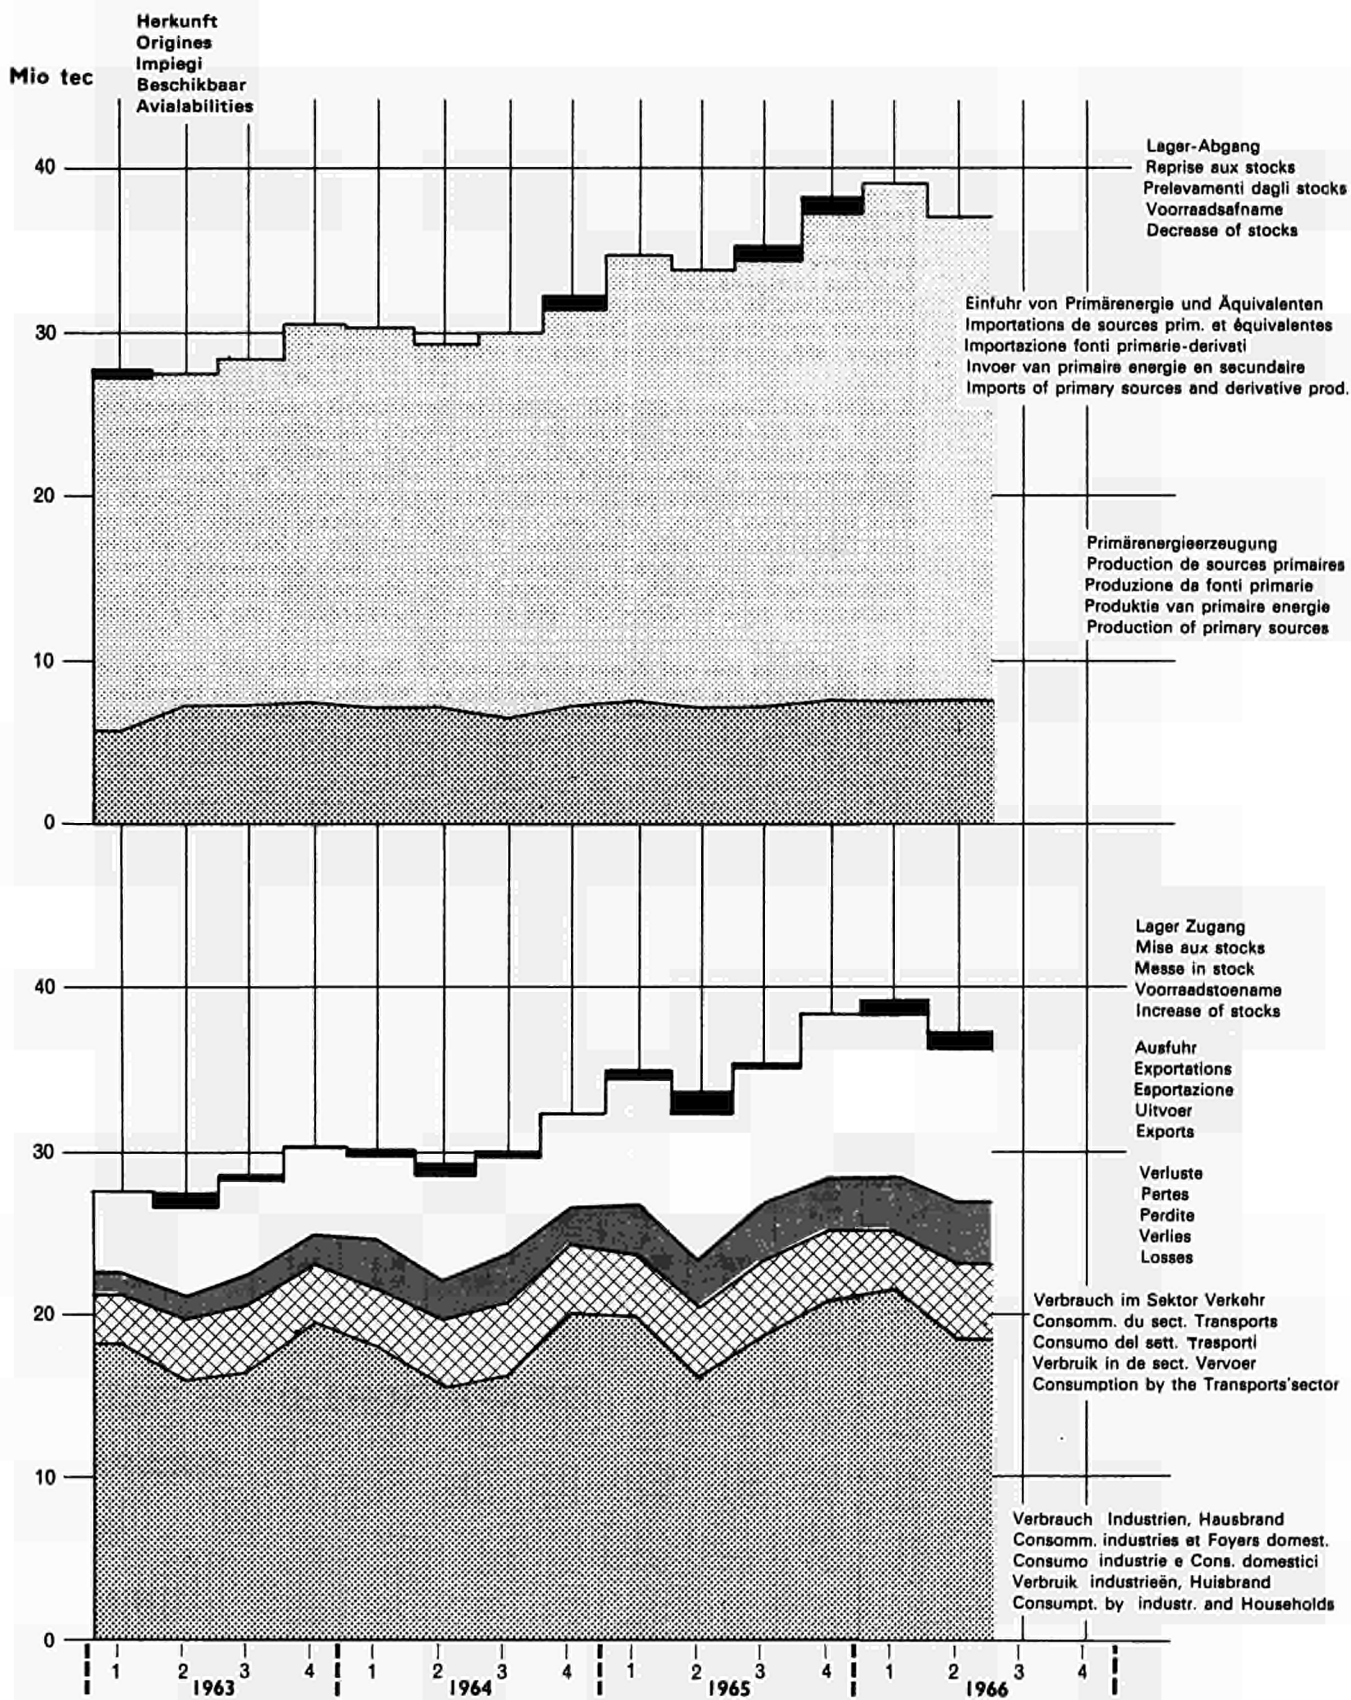 Herkunft
Origines
Impiegi
Beschikbaar
Avialabilities
Mio tec
40
30
20
10
0
Lager-Abgang
Reprise aux stocks
Prelevamenti dagli stocks
Voorraadsafname
Decrease of stocks
Einfuhr von Primärenergie und Äquivalenten
Importations de sources prim. et équivalentes
Importazione fonti primarie-derivati
Invoer van primaire energie en secundaire
Imports of primary sources and derivative prod.
Primärenergieerzeugung
Production de sources primaires
Produzione da fonti primarie
Produktie van primaire energie
Production of primary sources
40
30
20
10
0
Lager Zugang
Mise aux stocks
Messe in stock
Voorraadstoename
Increase of stocks
Ausfuhr
Exportations
Esportazione
Uitvoer
Exports
Verluste
Pertes
Perdite
Verlies
Losses
Verbrauch im Sektor Verkehr
Consomm. du sect. Transports
Consumo del sett. Trasporti
Verbruik in de sect. Vervoer
Consumption by the Transports'sector
Verbrauch Industrien, Hausbrand
Consomm. industries et Foyers domest.
Consumo industrie e Cons. domestici
Verbruik industrieën, Huisbrand
Consumpt. by industr. and Households
1 2 3 4 1 2 3 4 1 2 3 4 1 2 3 4
1963 1964 1965 1966